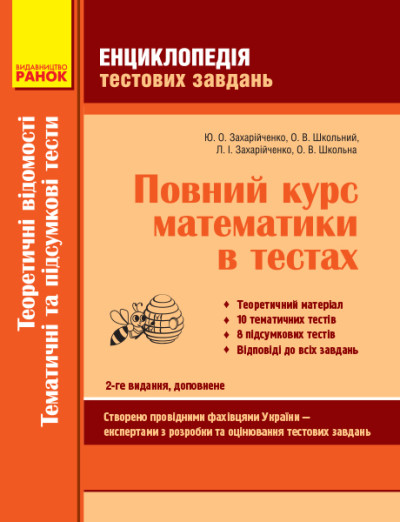 ВИДАВНИЦТВО
РАНОК
ЕНЦИКЛОПЕДІЯ
тестових завдань
Ю. О. Захарійченко, О. В. Школьний,
Л. І. Захарійченко, О. В. Школьна
Повний курс
математики
в тестах
♦ Теоретичний матеріал
♦ 10 тематичних тестів
♦ 8 підсумкових тестів
♦ Відповіді до всіх завдань
2-ге видання, доповнене
Створено провідними фахівцями України —
експертами з розробки та оцінювання тестових завдань
Теоретичні відомості
Тематичні та підсумкові тести